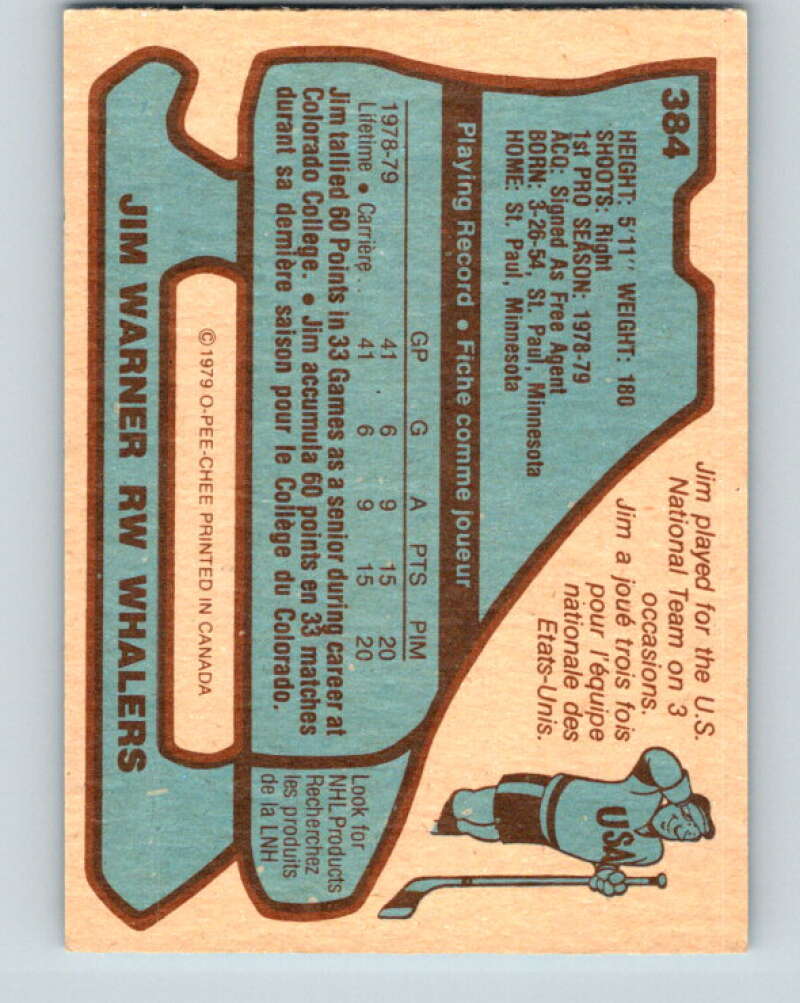 384
HEIGHT: 5'11" WEIGHT: 180
SHOOTS: Right
1st PRO SEASON: 1978-79
ACQ: Signed As Free Agent
BORN: 3-26-54, St. Paul, Minnesota
HOME: St. Paul, Minnesota
Jim played for the U.S.
National Team on 3
occasions.
Jim a joué trois fois
pour l'équipe
nationale des
Etats-Unis.
USA
Playing Record • Fiche comme joueur
GP G A PTS PIM
1978-79 41 6 9 15 20
Lifetime • Carrière .. 41 6 9 15 20
Jim tallied 60 Points in 33 Games as a senior during career at
Colorado College. • Jim accumula 60 points en 33 matches
durant sa dernière saison pour le Collège du Colorado.
Look for
NHL Products
Recherchez
les produits
de la LNH
© 1979 O-PEE-CHEE PRINTED IN CANADA
JIM WARNER RW WHALERS